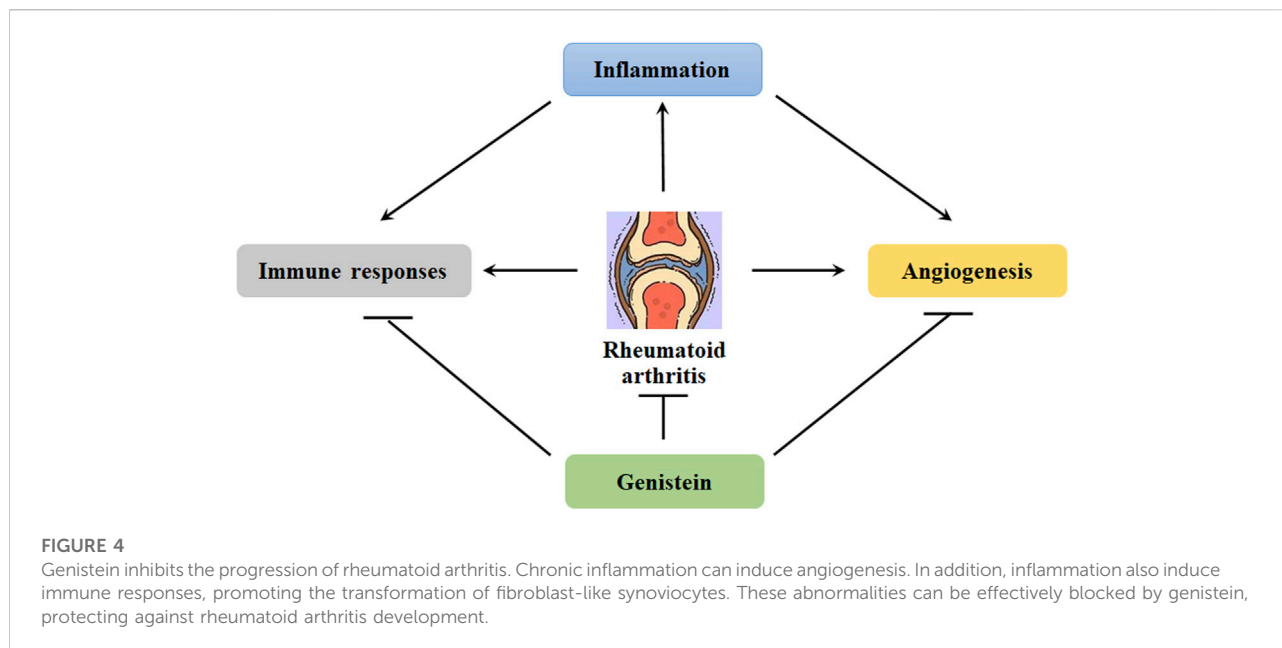 Inflammation
Immune responses
Angiogenesis
Rheumatoid
arthritis
Genistein
FIGURE 4
Genistein inhibits the progression of rheumatoid arthritis. Chronic inflammation can induce angiogenesis. In addition, inflammation also induce
immune responses, promoting the transformation of fibroblast-like synoviocytes. These abnormalities can be effectively blocked by genistein,
protecting against rheumatoid arthritis development.